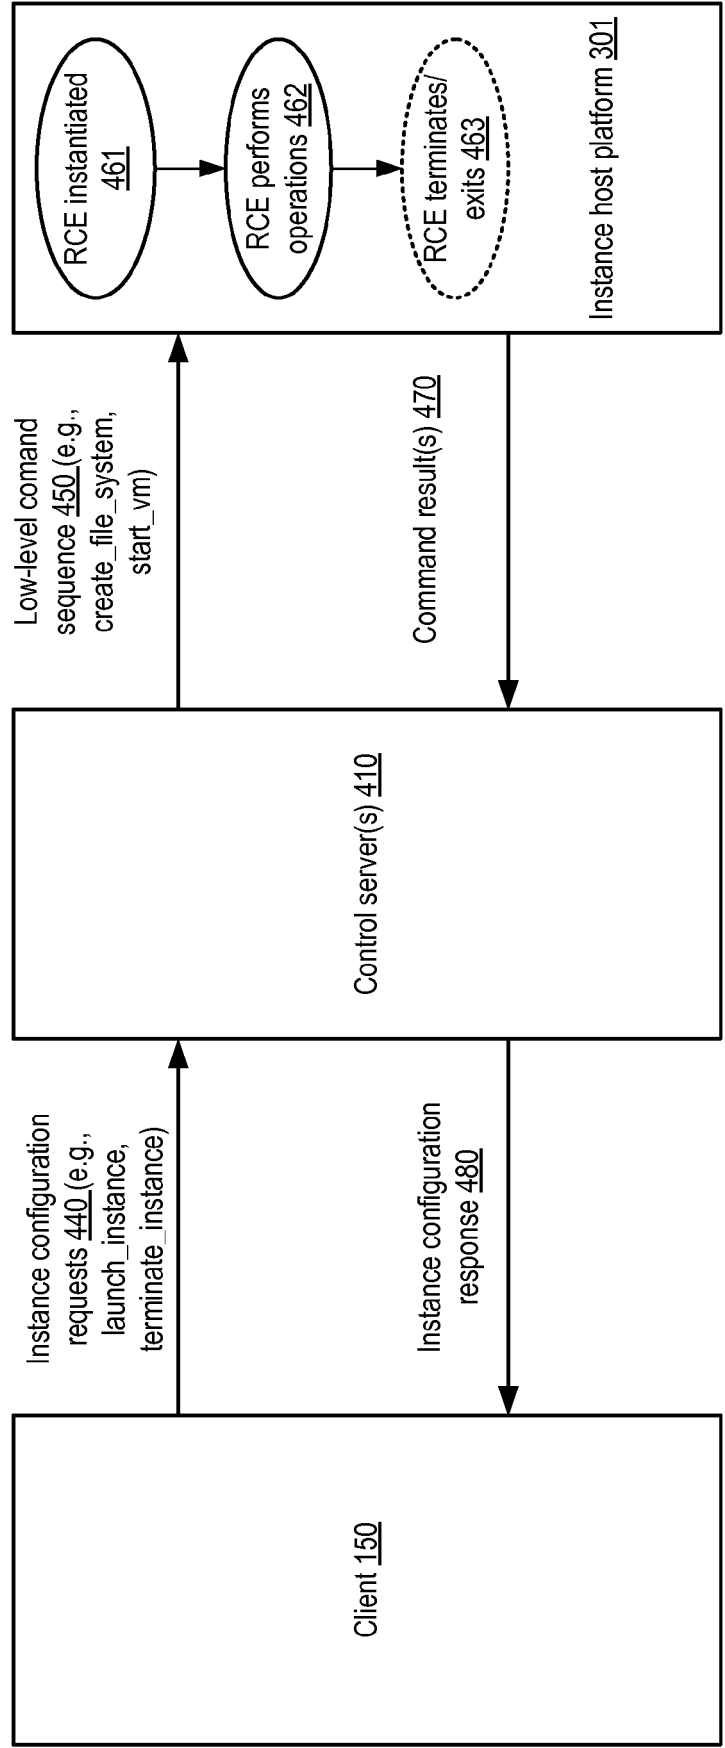 Client 150
Instance configuration
requests 440 (e.g.,
launch_instance,
terminate_instance)
Instance configuration
response 480
Control server(s) 410
Low-level comand
sequence 450 (e.g.,
create_file_system,
start_vm)
Command result(s) 470
RCE instantiated
461
RCE performs
operations 462
RCE terminates/
exits 463
Instance host platform 301